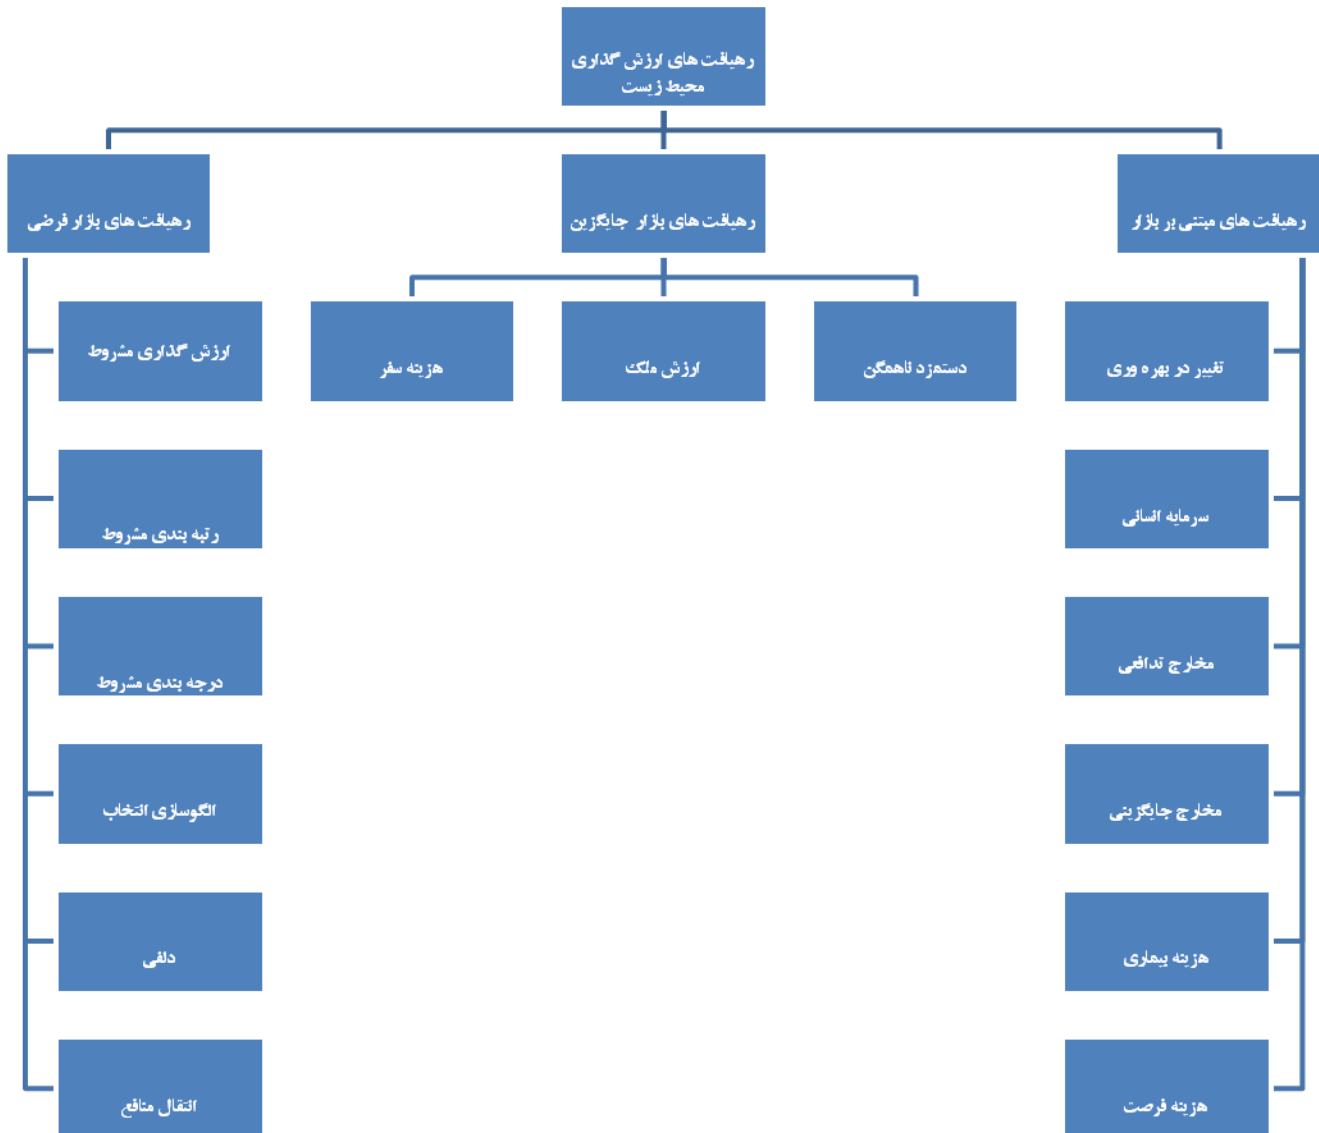 رهیافت های ارزش گذاری
محیط زیست
رهیافت های مبتنی بر بازار
رهیافت های بازار جایگزین
رهیافت های بازار فرضی
تغییر در بهره وری
سرمایه انسانی
مخارج تدافعی
مخارج جایگزینی
هزینه بیماری
هزینه فرصت
دستمزد ناهمگن
ارزش ملک
هزینه سفر
ارزش گذاری مشروط
رتبه بندی مشروط
درجه بندی مشروط
الگوسازی انتخاب
دلفی
انتقال منافع